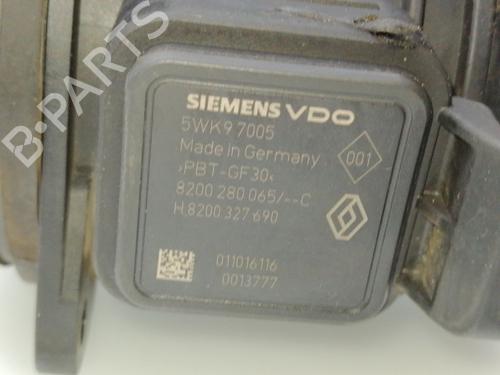 B-PARTS
SIEMENS VDO
5WK9 7005
Made in Germany
001
›PBT-GF30‹
8200 280 065/--C
H 8200 327 690
011016116
0013777